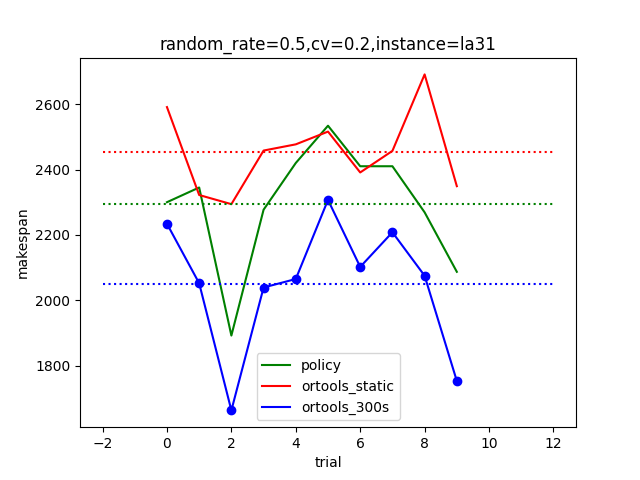 random_rate=0.5,cv=0.2,instance=la31
makespan
2600
2400
2200
2000
1800
policy
ortools_static
ortools_300s
−2 0 2 4 6 8 10 12
trial